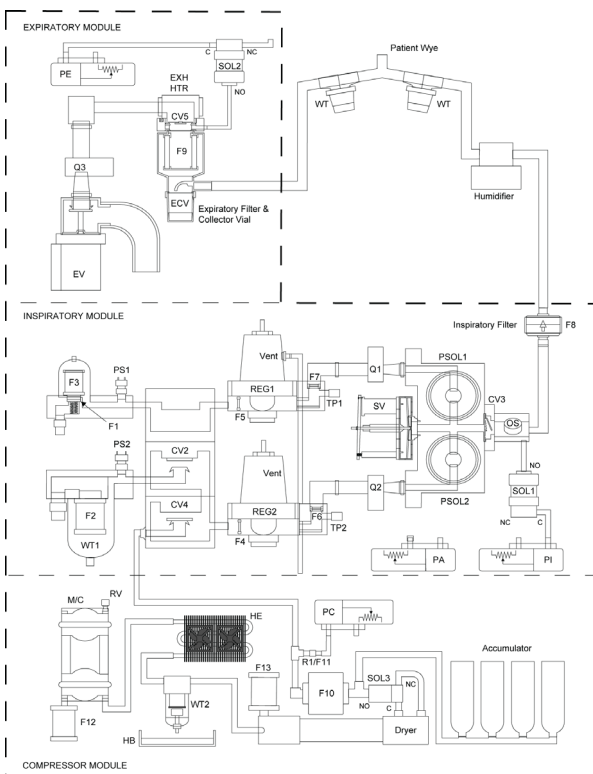 EXPIRATORY MODULE
PE
C
NC
SOL2
NO
EXH
HTR
CV5
F9
Q3
ECV
Expiratory Filter &
Collector Vial
EV
Patient Wye
WT
WT
Humidifier
INSPIRATORY MODULE
Inspiratory Filter
F8
F3
PS1
F1
PS2
F2
WT1
CV2
CV4
Vent
REG1
F5
F7
TP1
Vent
REG2
F4
F6
TP2
Q1
Q2
SV
PSOL1
PSOL2
CV3
OS
NO
SOL1
NC
C
PA
PI
M/C
RV
F12
HE
WT2
HB
F13
PC
R1/F11
F10
SOL3
NC
NO
C
Dryer
Accumulator
COMPRESSOR MODULE